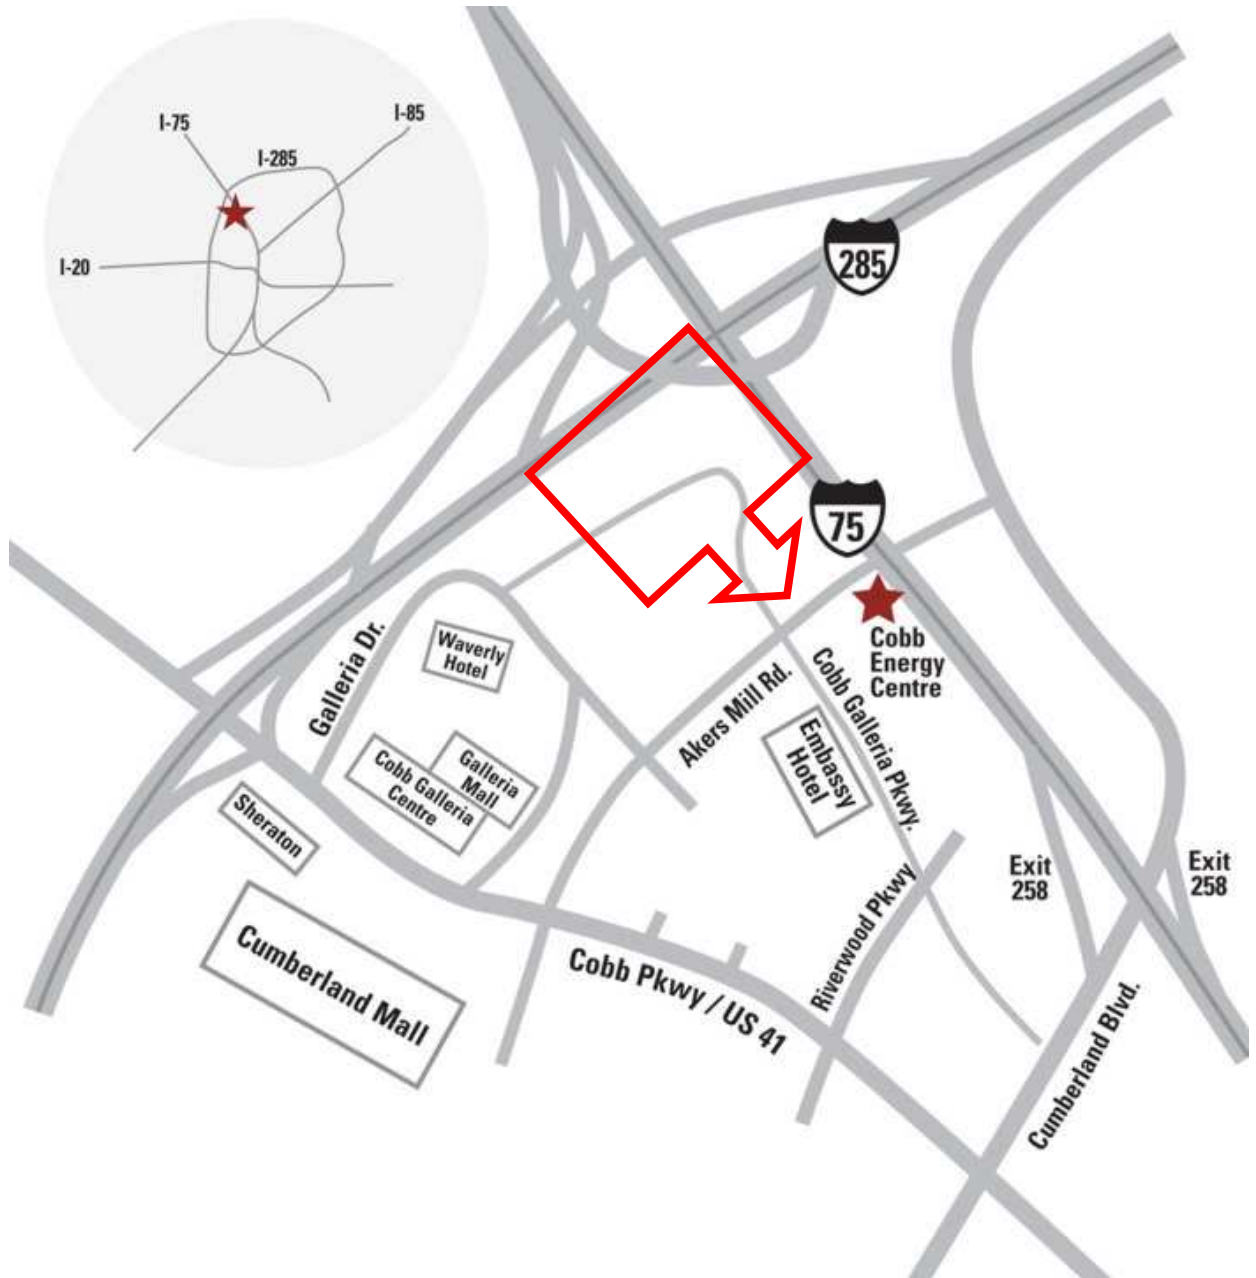 I-75
I-85
I-285
I-20
285
75
Cobb
Energy
Centre
Galleria Dr.
Waverly
Hotel
Akers Mill Rd.
Cobb Galleria Pkwy.
Embassy
Hotel
Galleria
Mall
Cobb Galleria
Centre
Sheraton
Exit
258
Exit
258
Riverwood Pkwy
Cumberland Mall
Cobb Pkwy / US 41
Cumberland Blvd.